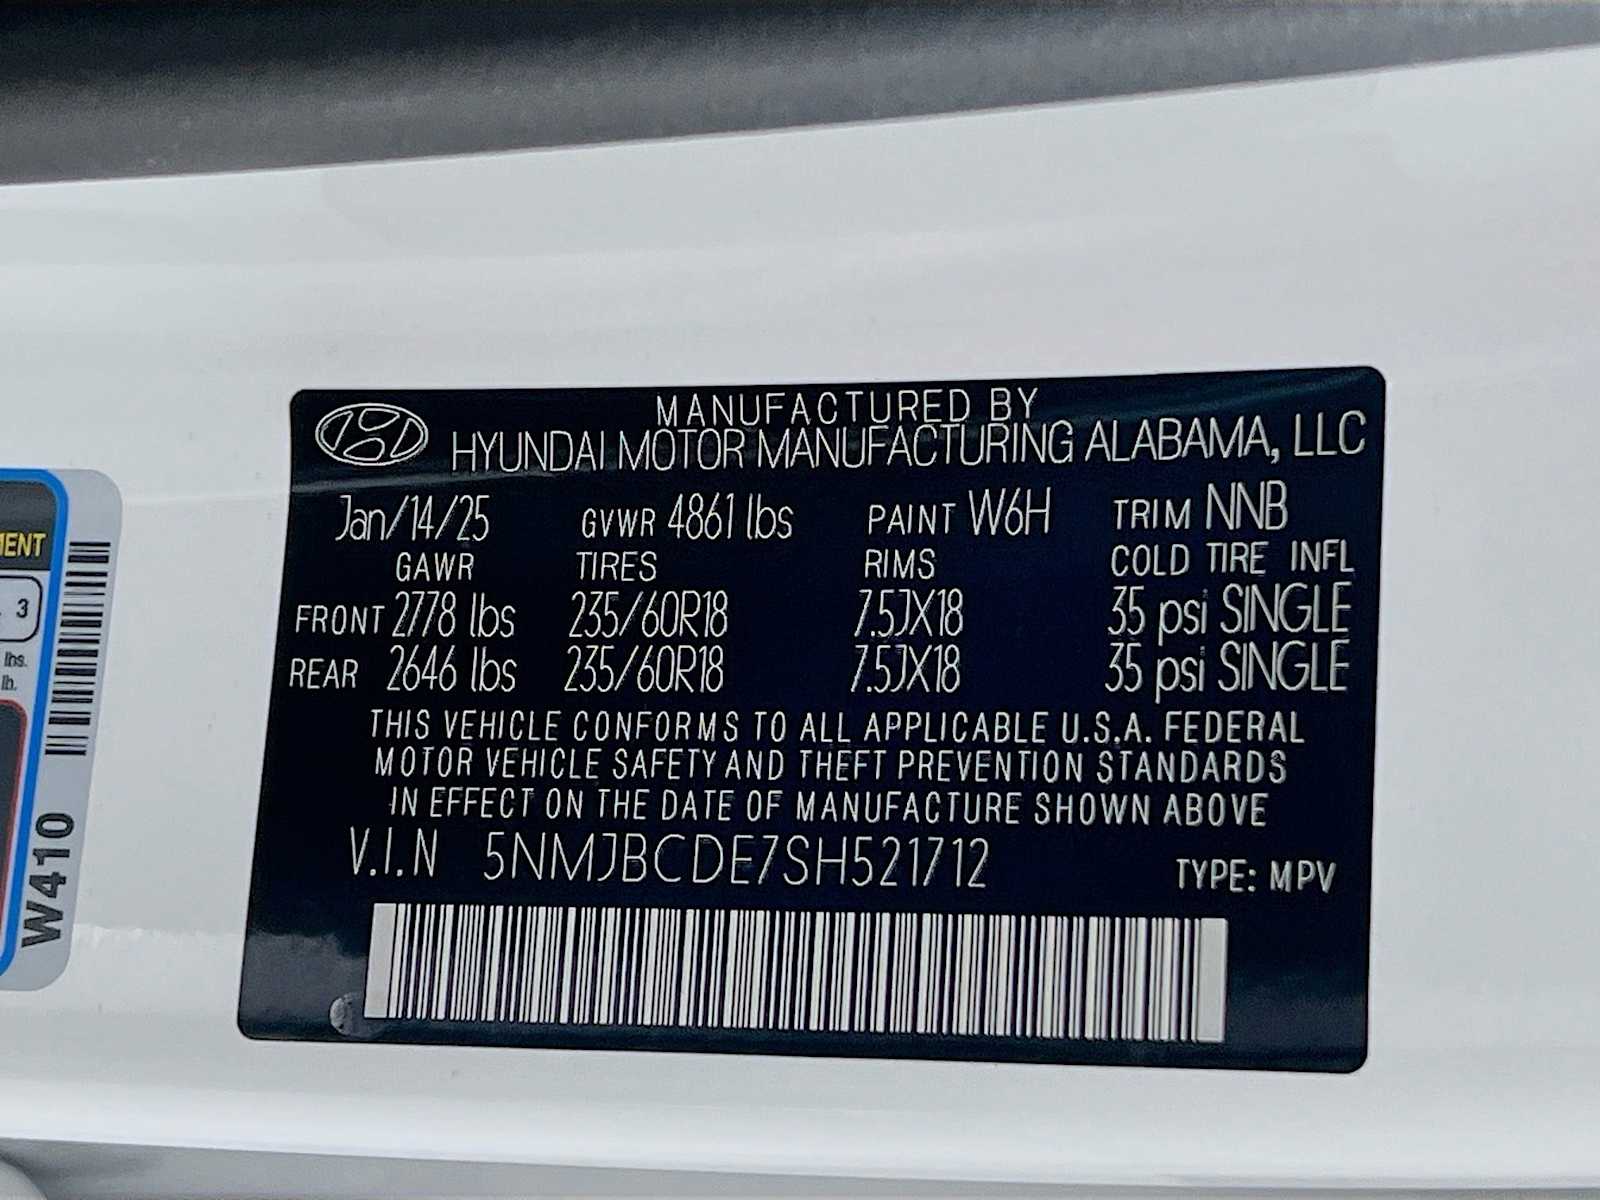 MANUFACTURED BY
HYUNDAI MOTOR MANUFACTURING ALABAMA, LLC
Jan/14/25 GVWR 4861 lbs PAINT W6H TRIM NNB
GAWR TIRES RIMS COLD TIRE INFL
FRONT 2778 lbs 235/60R18 7.5JX18 35 psi SINGLE
REAR 2646 lbs 235/60R18 7.5JX18 35 psi SINGLE
THIS VEHICLE CONFORMS TO ALL APPLICABLE U.S.A. FEDERAL
MOTOR VEHICLE SAFETY AND THEFT PREVENTION STANDARDS
IN EFFECT ON THE DATE OF MANUFACTURE SHOWN ABOVE
V.I.N 5NMJBCDE7SH521712 TYPE: MPV
3
lbs.
lb.
W410